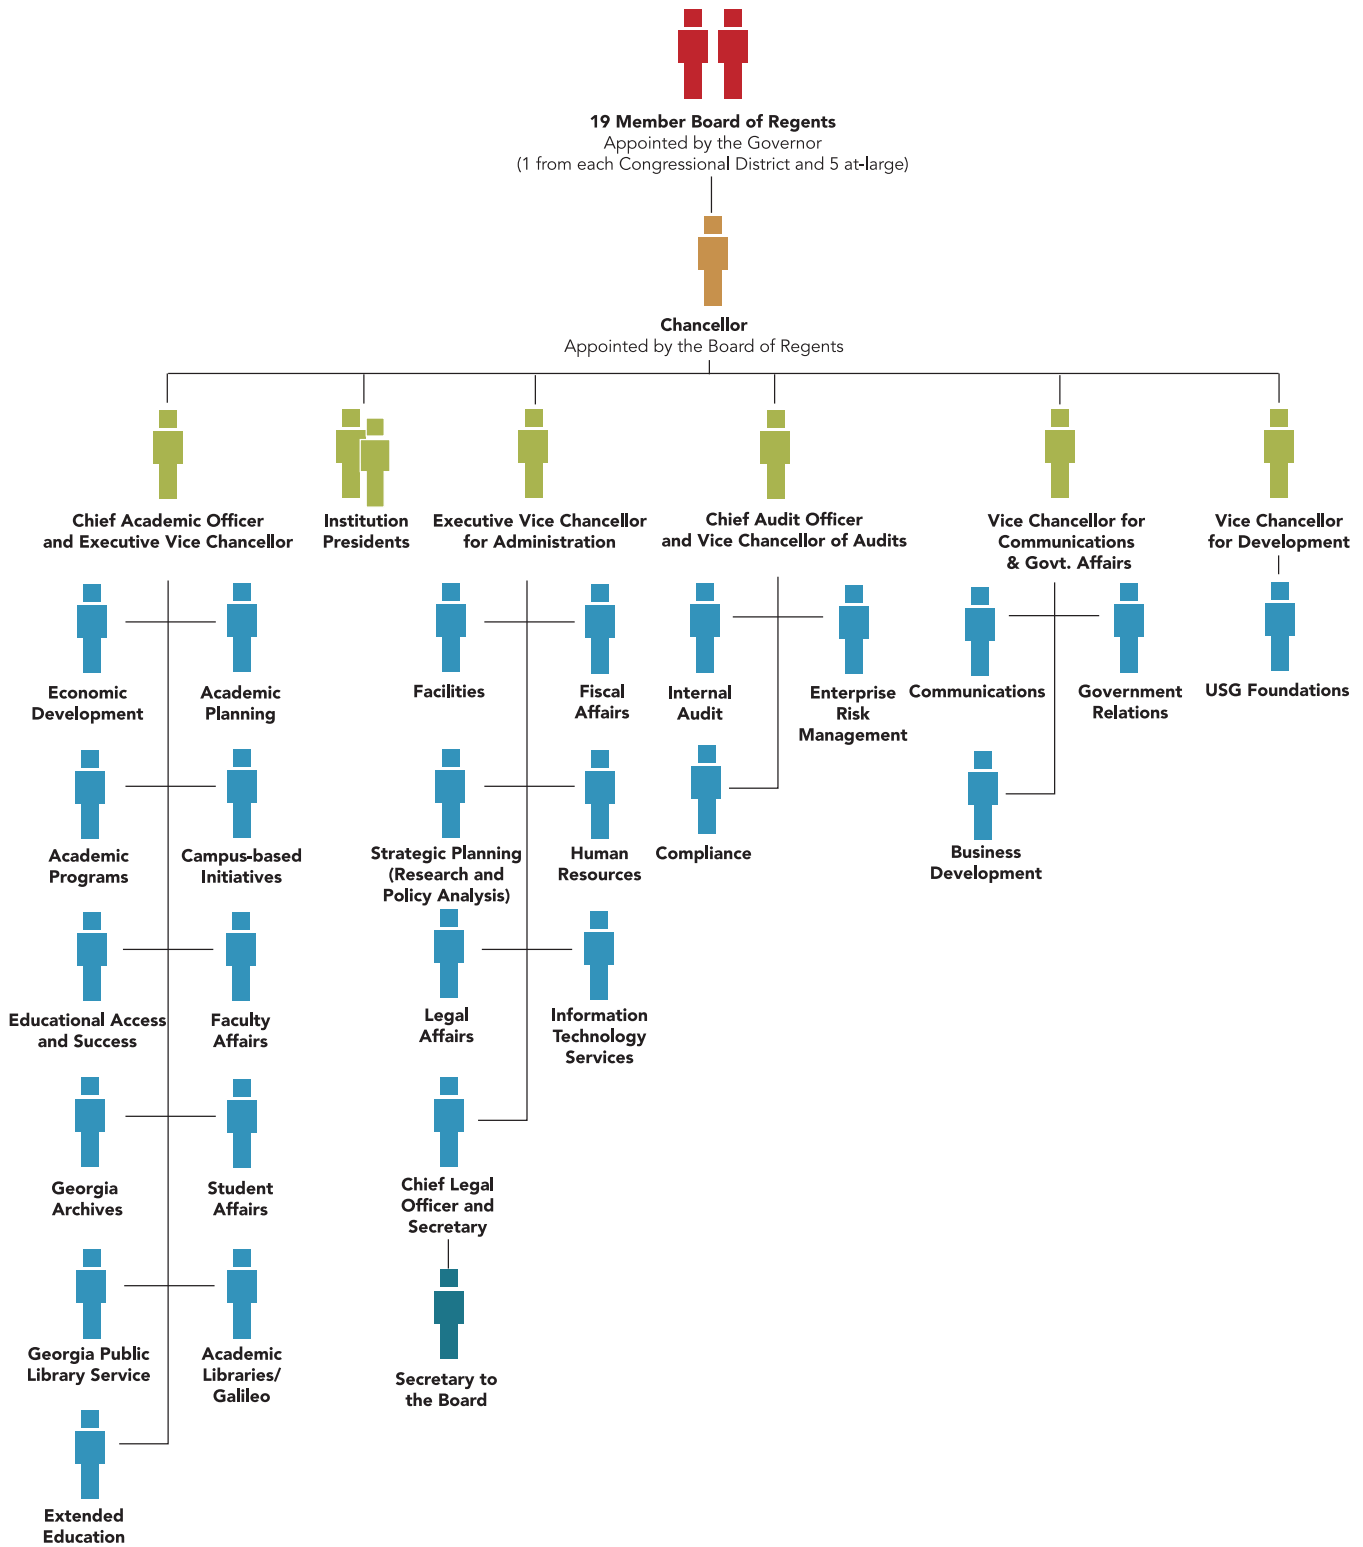 19 Member Board of Regents
Appointed by the Governor
(1 from each Congressional District and 5 at-large)
Chancellor
Appointed by the Board of Regents
Chief Academic Officer
and Executive Vice Chancellor
Institution
Presidents
Executive Vice Chancellor
for Administration
Chief Audit Officer
and Vice Chancellor of Audits
Vice Chancellor for
Communications
& Govt. Affairs
Vice Chancellor
for Development
Economic
Development
Academic
Planning
Facilities
Fiscal
Affairs
Internal
Audit
Enterprise
Risk
Management
Communications
Government
Relations
USG Foundations
Academic
Programs
Campus-based
Initiatives
Strategic Planning
(Research and
Policy Analysis)
Human
Resources
Compliance
Business
Development
Educational Access
and Success
Faculty
Affairs
Legal
Affairs
Information
Technology
Services
Georgia
Archives
Student
Affairs
Chief Legal
Officer and
Secretary
Georgia Public
Library Service
Academic
Libraries/
Galileo
Secretary to
the Board
Extended
Education